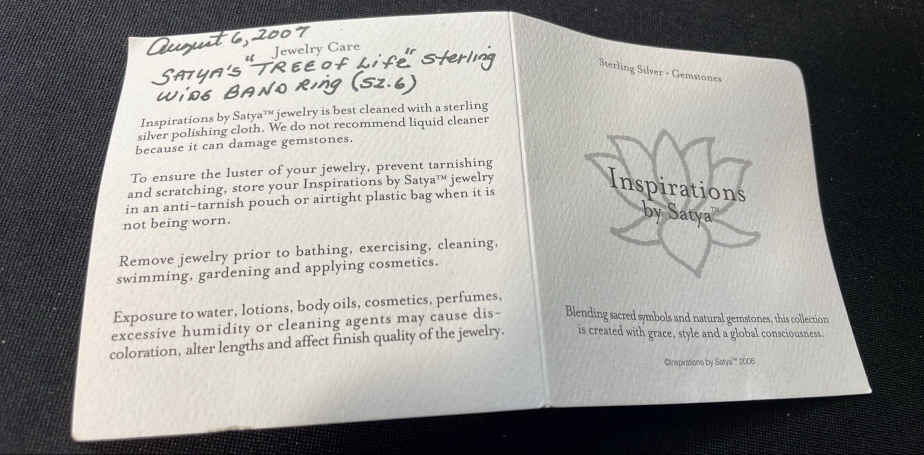 August 6, 2007
Jewelry Care
SATYA'S "TREE OF Life" Sterling
WIDE BAND Ring (SZ.6)
Inspirations by Satya™ jewelry is best cleaned with a sterling
silver polishing cloth. We do not recommend liquid cleaner
because it can damage gemstones.
To ensure the luster of your jewelry, prevent tarnishing
and scratching, store your Inspirations by Satya™ jewelry
in an anti-tarnish pouch or airtight plastic bag when it is
not being worn.
Remove jewelry prior to bathing, exercising, cleaning,
swimming, gardening and applying cosmetics.
Exposure to water, lotions, body oils, cosmetics, perfumes,
excessive humidity or cleaning agents may cause dis-
coloration, alter lengths and affect finish quality of the jewelry.
Sterling Silver • Gemstones
Inspirations
by Satya™
Blending sacred symbols and natural gemstones, this collection
is created with grace, style and a global consciousness.
©Inspirations by Satya™ 2006